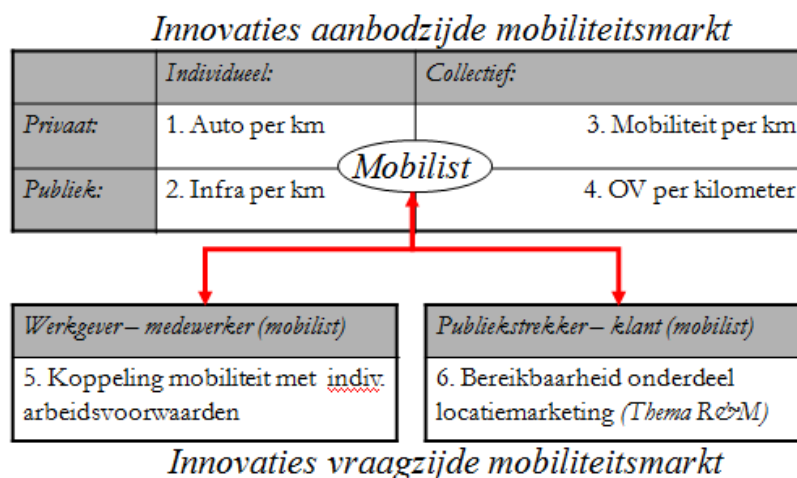 Innovaties aanbodzijde mobiliteitsmarkt
Individueel: Collectief:
Privaat: 1. Auto per km 3. Mobiliteit per km
Mobilist
Publiek: 2. Infra per km 4. OV per kilometer
Werkgever – medewerker (mobilist)
5. Koppeling mobiliteit met indiv.
arbeidsvoorwaarden
Publiekstrekker – klant (mobilist)
6. Bereikbaarheid onderdeel
locatiemarketing (Thema R&M)
Innovaties vraagzijde mobiliteitsmarkt